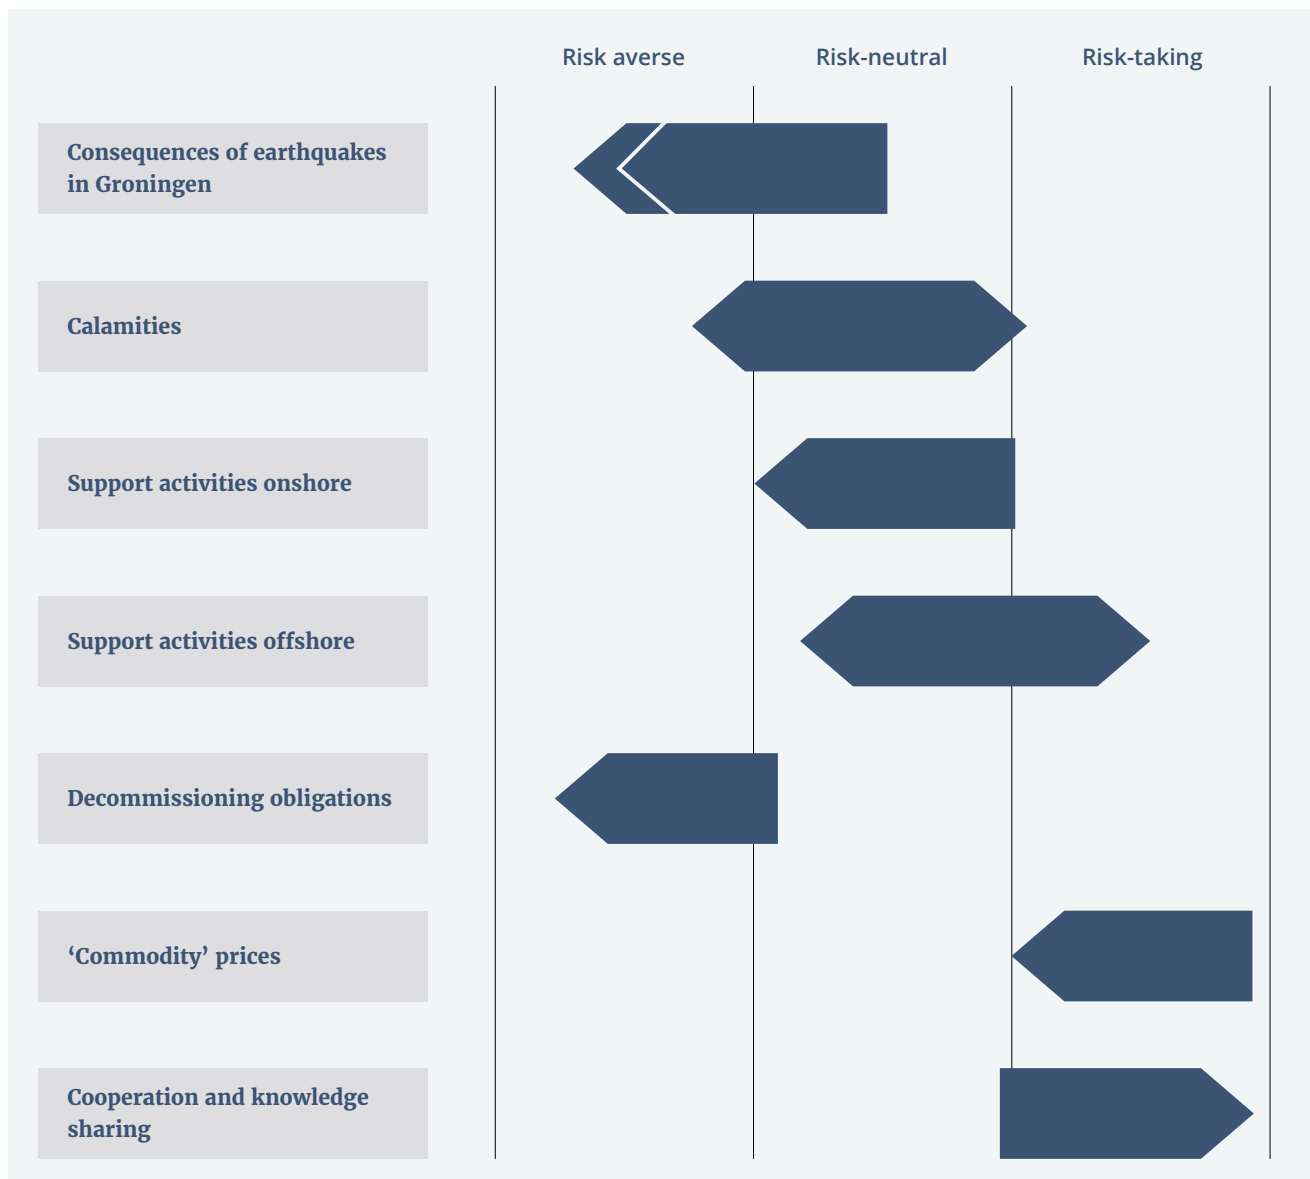 Risk averse
Risk-neutral
Risk-taking
Consequences of earthquakes
in Groningen
Calamities
Support activities onshore
Support activities offshore
Decommissioning obligations
‘Commodity’ prices
Cooperation and knowledge
sharing